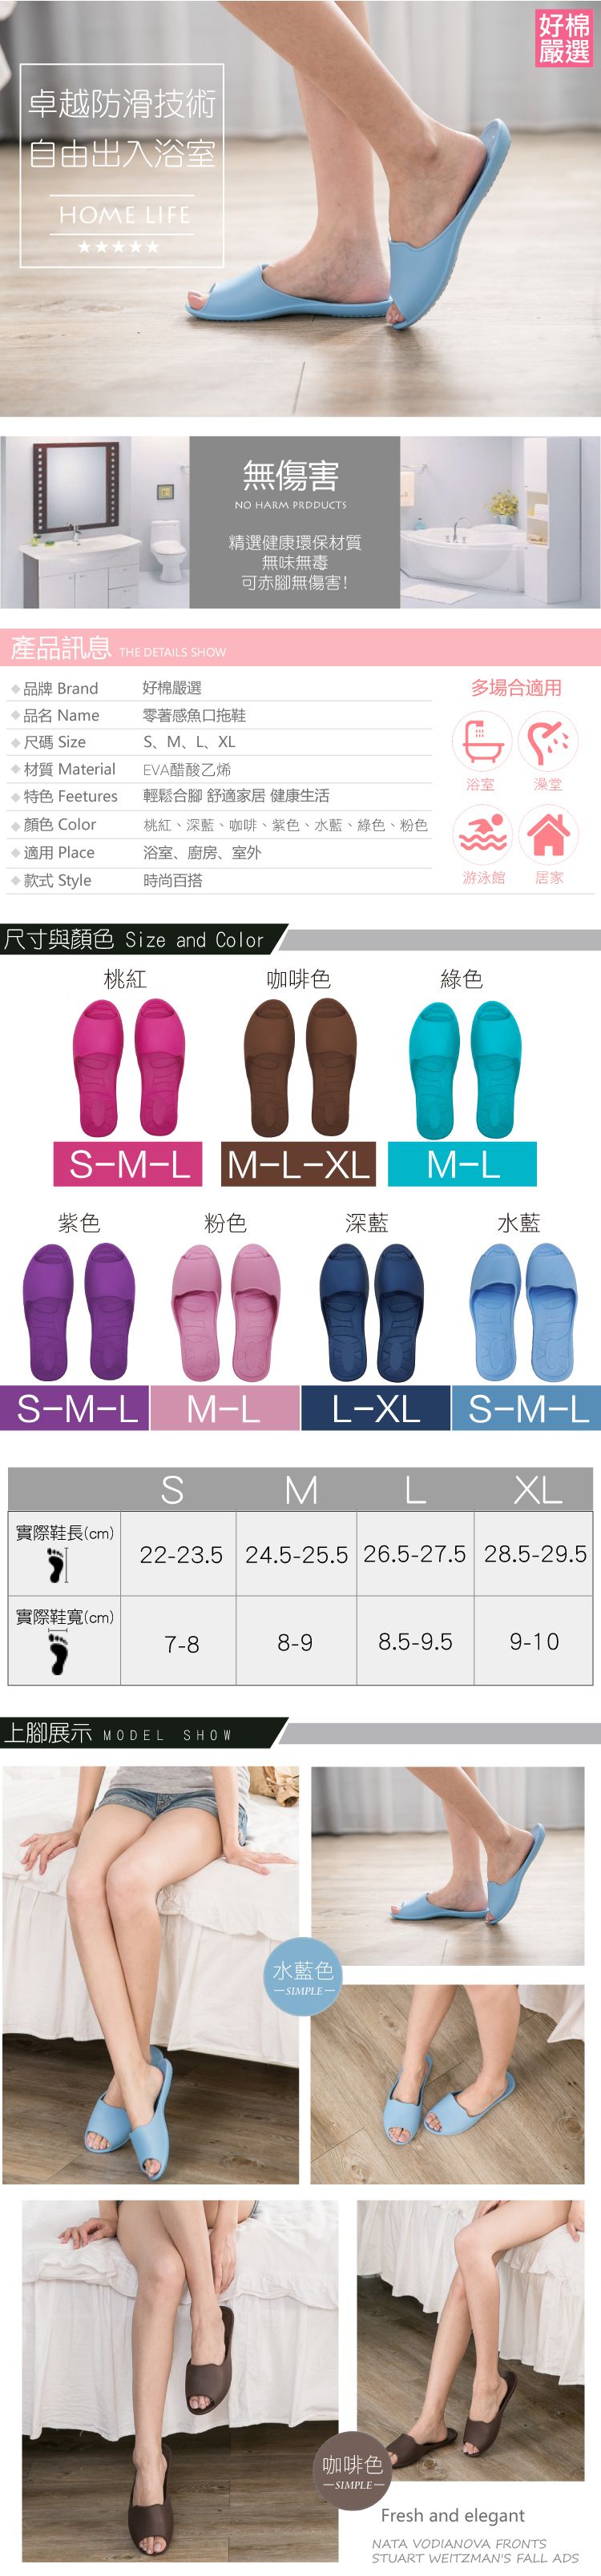 好棉
嚴選
卓越防滑技術
自由出入浴室
HOME LIFE
★★★★★
無傷害
NO HARM PRDDUCTS
精選健康環保材質
無味無毒
可赤腳無傷害!
產品訊息 THE DETAILS SHOW
品牌 Brand 好棉嚴選
品名 Name 零著感魚口拖鞋
尺碼 Size S、M、L、XL
材質 Material EVA醋酸乙烯
特色 Feetures 輕鬆合腳 舒適家居 健康生活
顏色 Color 桃紅、深藍、咖啡、紫色、水藍、綠色、粉色
適用 Place 浴室、廚房、室外
款式 Style 時尚百搭
多場合適用
浴室 澡堂
游泳館 居家
尺寸與顏色 Size and Color
桃紅 咖啡色 綠色
S-M-L M-L-XL M-L
紫色 粉色 深藍 水藍
S-M-L M-L L-XL S-M-L
S M L XL
實際鞋長(cm) 22-23.5 24.5-25.5 26.5-27.5 28.5-29.5
實際鞋寬(cm) 7-8 8-9 8.5-9.5 9-10
上腳展示 MODEL SHOW
水藍色
SIMPLE
咖啡色
SIMPLE
Fresh and elegant
NATA VODIANOVA FRONTS
STUART WEITZMAN'S FALL ADS